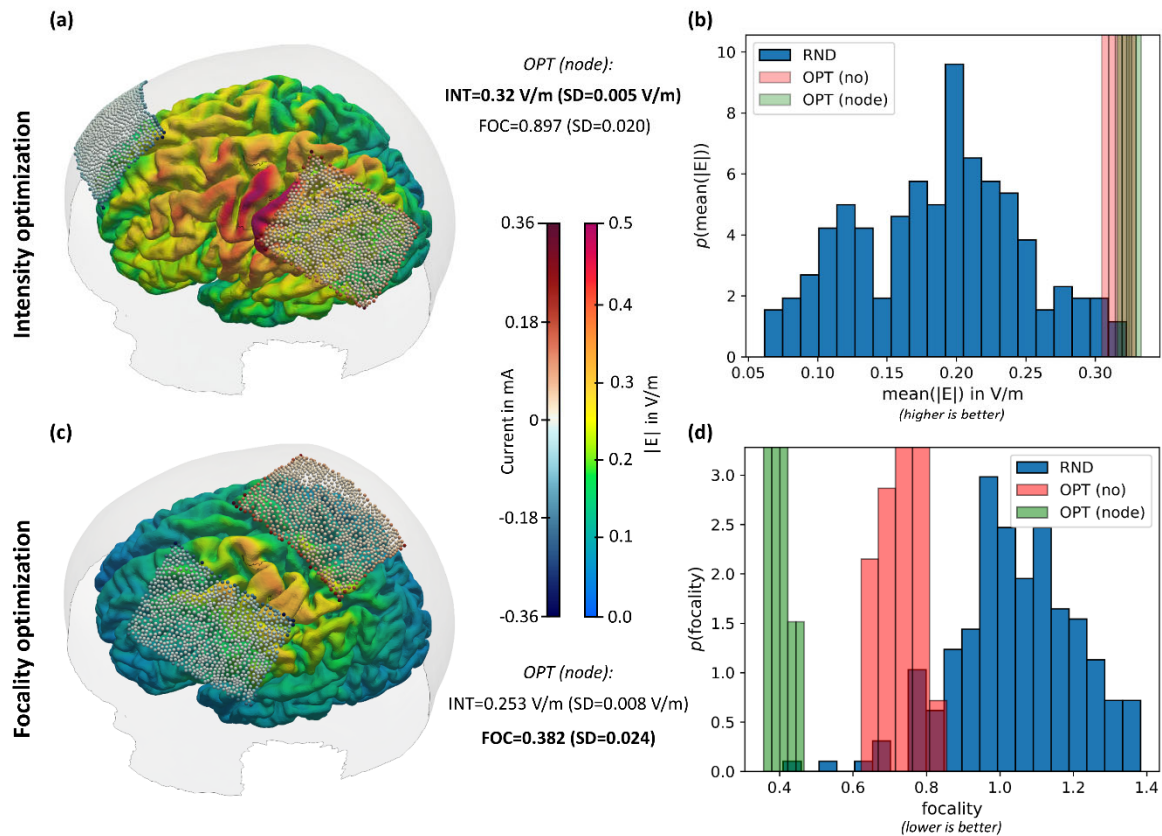 (a)
Intensity optimization
OPT (node):
INT=0.32 V/m (SD=0.005 V/m)
FOC=0.897 (SD=0.020)
(b)
RND
OPT (no)
OPT (node)
p(mean(|E|))
10
8
6
4
2
0
0.05
0.10
0.15
0.20
0.25
0.30
mean(|E|) in V/m
(higher is better)
Current in mA
0.36
0.18
0
-0.18
-0.36
|E| in V/m
0.5
0.4
0.3
0.2
0.1
0.0
(c)
Focality optimization
OPT (node):
INT=0.253 V/m (SD=0.008 V/m)
FOC=0.382 (SD=0.024)
(d)
RND
OPT (no)
OPT (node)
p(focality)
3.0
2.5
2.0
1.5
1.0
0.5
0.0
0.4
0.6
0.8
1.0
1.2
1.4
focality
(lower is better)